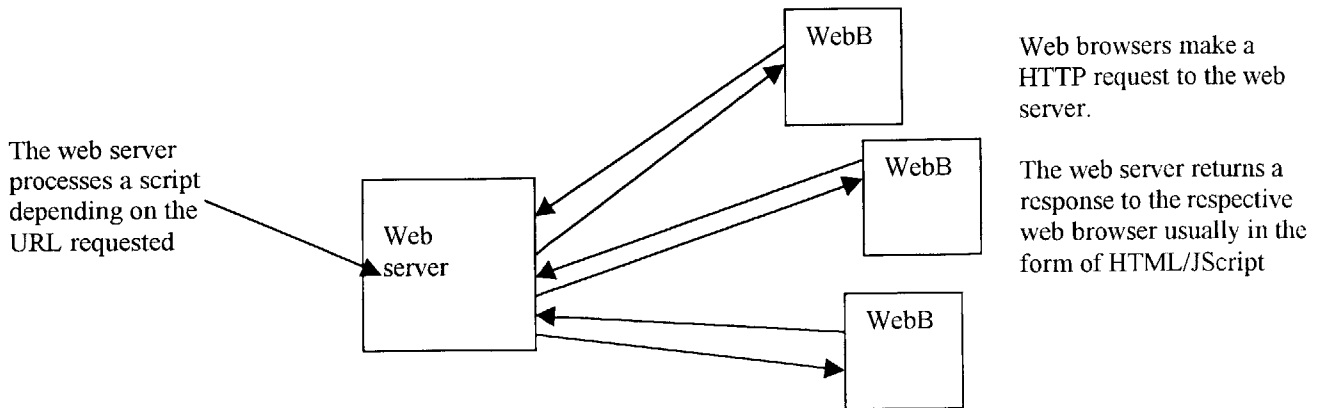 WebB
Web browsers make a
HTTP request to the web
server.
The web server
processes a script
depending on the
URL requested
WebB
The web server returns a
response to the respective
web browser usually in the
form of HTML/JScript
Web
server
WebB